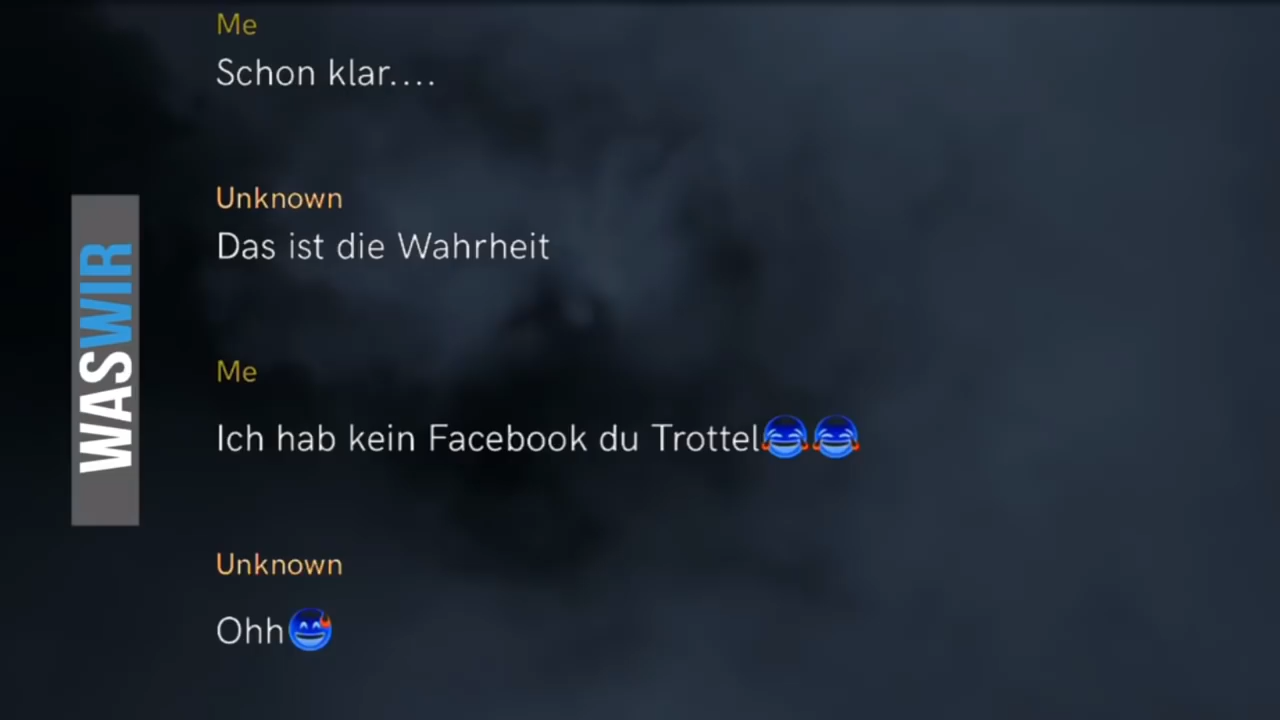 Me
Schon klar....
Unknown
Das ist die Wahrheit
WASWIR
Me
Ich hab kein Facebook du Trottel😂😂
Unknown
Ohh😅